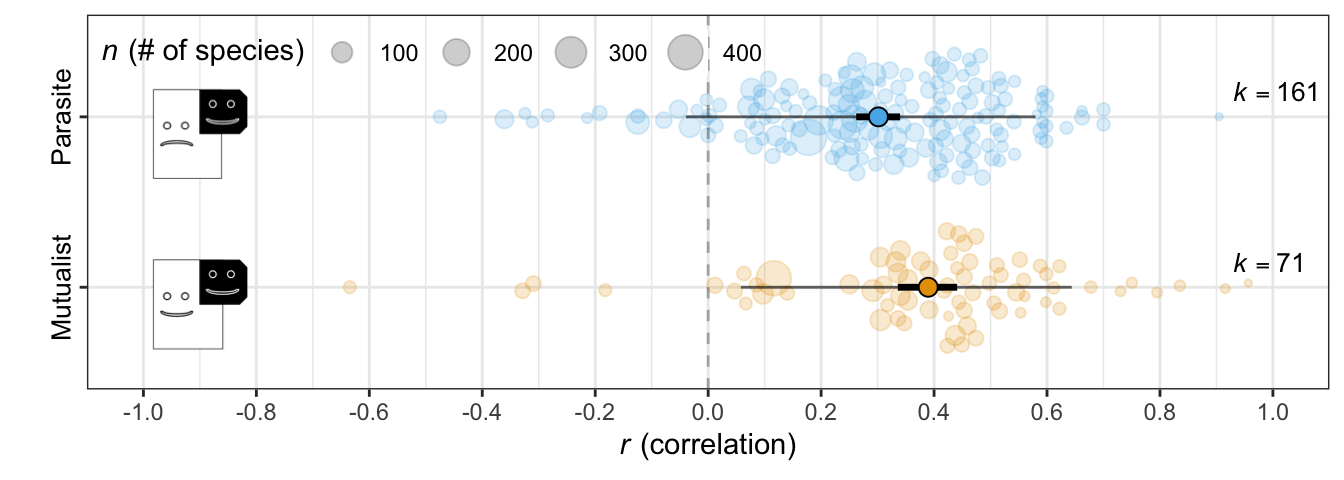 n (# of species) 100 200 300 400
Parasite
k = 161
Mutualist
k = 71
-1.0 -0.8 -0.6 -0.4 -0.2 0.0 0.2 0.4 0.6 0.8 1.0
r (correlation)